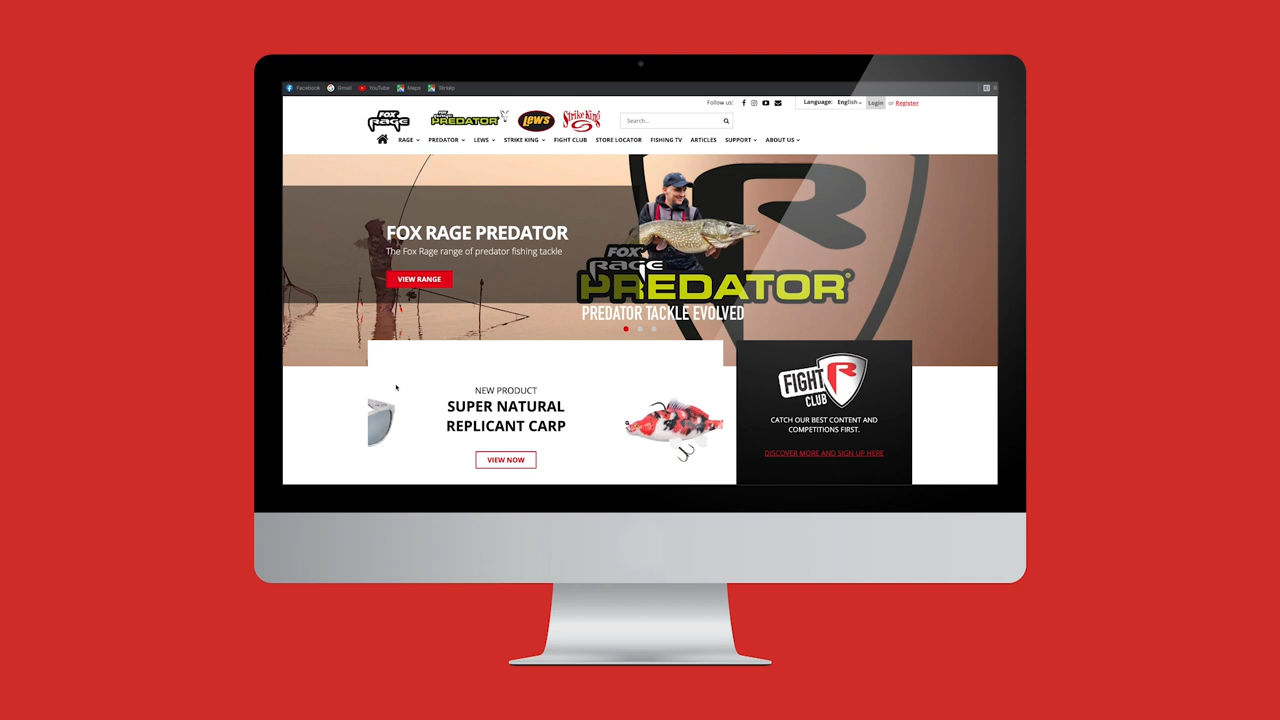 Facebook Gmail YouTube Maps Térkép
Follow us: Language: English Login or Register
FOX RAGE
FOX RAGE PREDATOR
LEW'S
Strike King
Search...
RAGE PREDATOR LEWS STRIKE KING FIGHT CLUB STORE LOCATOR FISHING TV ARTICLES SUPPORT ABOUT US
FOX RAGE PREDATOR
The Fox Rage range of predator fishing tackle
VIEW RANGE
FOX
RAGE
PREDATOR®
PREDATOR TACKLE EVOLVED
NEW PRODUCT
SUPER NATURAL
REPLICANT CARP
VIEW NOW
FIGHT
CLUB
R
CATCH OUR BEST CONTENT AND
COMPETITIONS FIRST.
DISCOVER MORE AND SIGN UP HERE